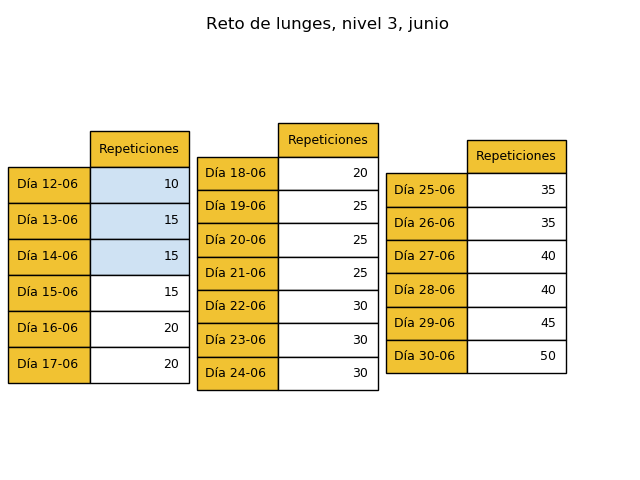 Reto de lunges, nivel 3, junio
Repeticiones
Día 12-06 10
Día 13-06 15
Día 14-06 15
Día 15-06 15
Día 16-06 20
Día 17-06 20
Repeticiones
Día 18-06 20
Día 19-06 25
Día 20-06 25
Día 21-06 25
Día 22-06 30
Día 23-06 30
Día 24-06 30
Repeticiones
Día 25-06 35
Día 26-06 35
Día 27-06 40
Día 28-06 40
Día 29-06 45
Día 30-06 50